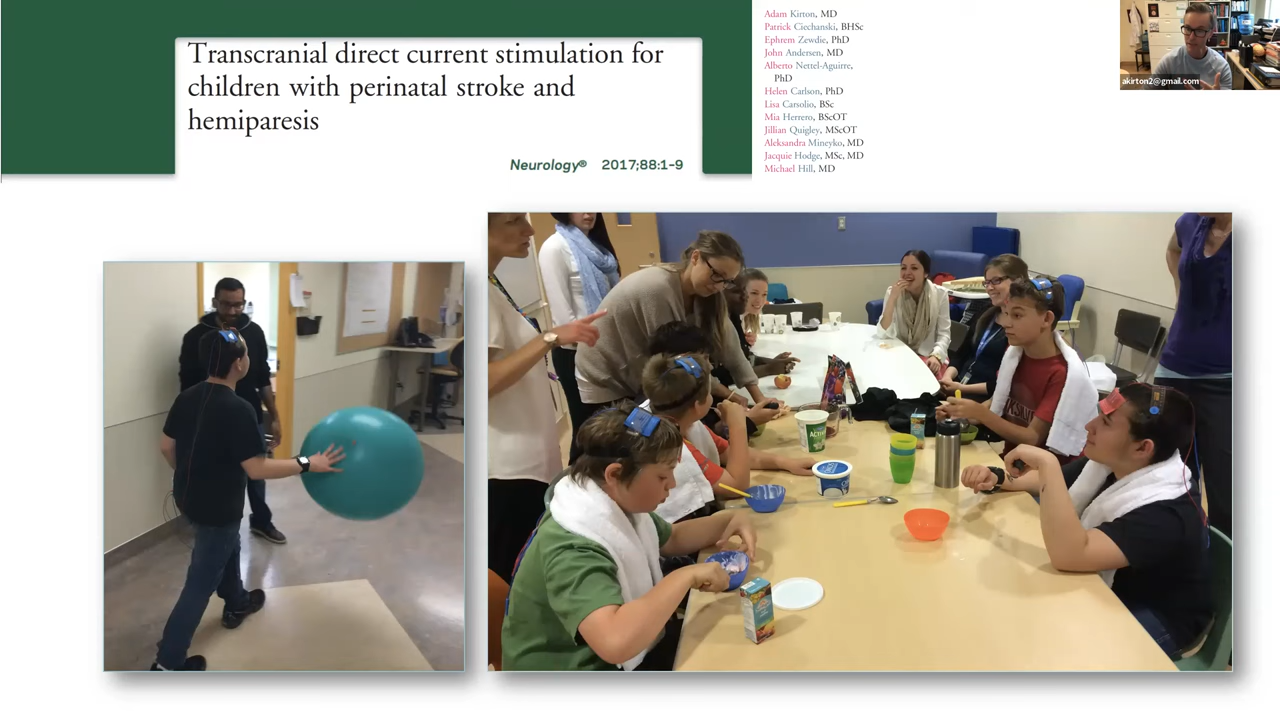 Transcranial direct current stimulation for
children with perinatal stroke and
hemiparesis
Neurology® 2017;88:1-9
Adam Kirton, MD
Patrick Ciechanski, BHSc
Ephrem Zewdie, PhD
John Andersen, MD
Alberto Nettel-Aguirre,
PhD
Helen Carlson, PhD
Lisa Carsolio, BSc
Mia Herrero, BScOT
Jillian Quigley, MScOT
Aleksandra Mineyko, MD
Jacquie Hodge, MSc, MD
Michael Hill, MD
akirton2@gmail.com